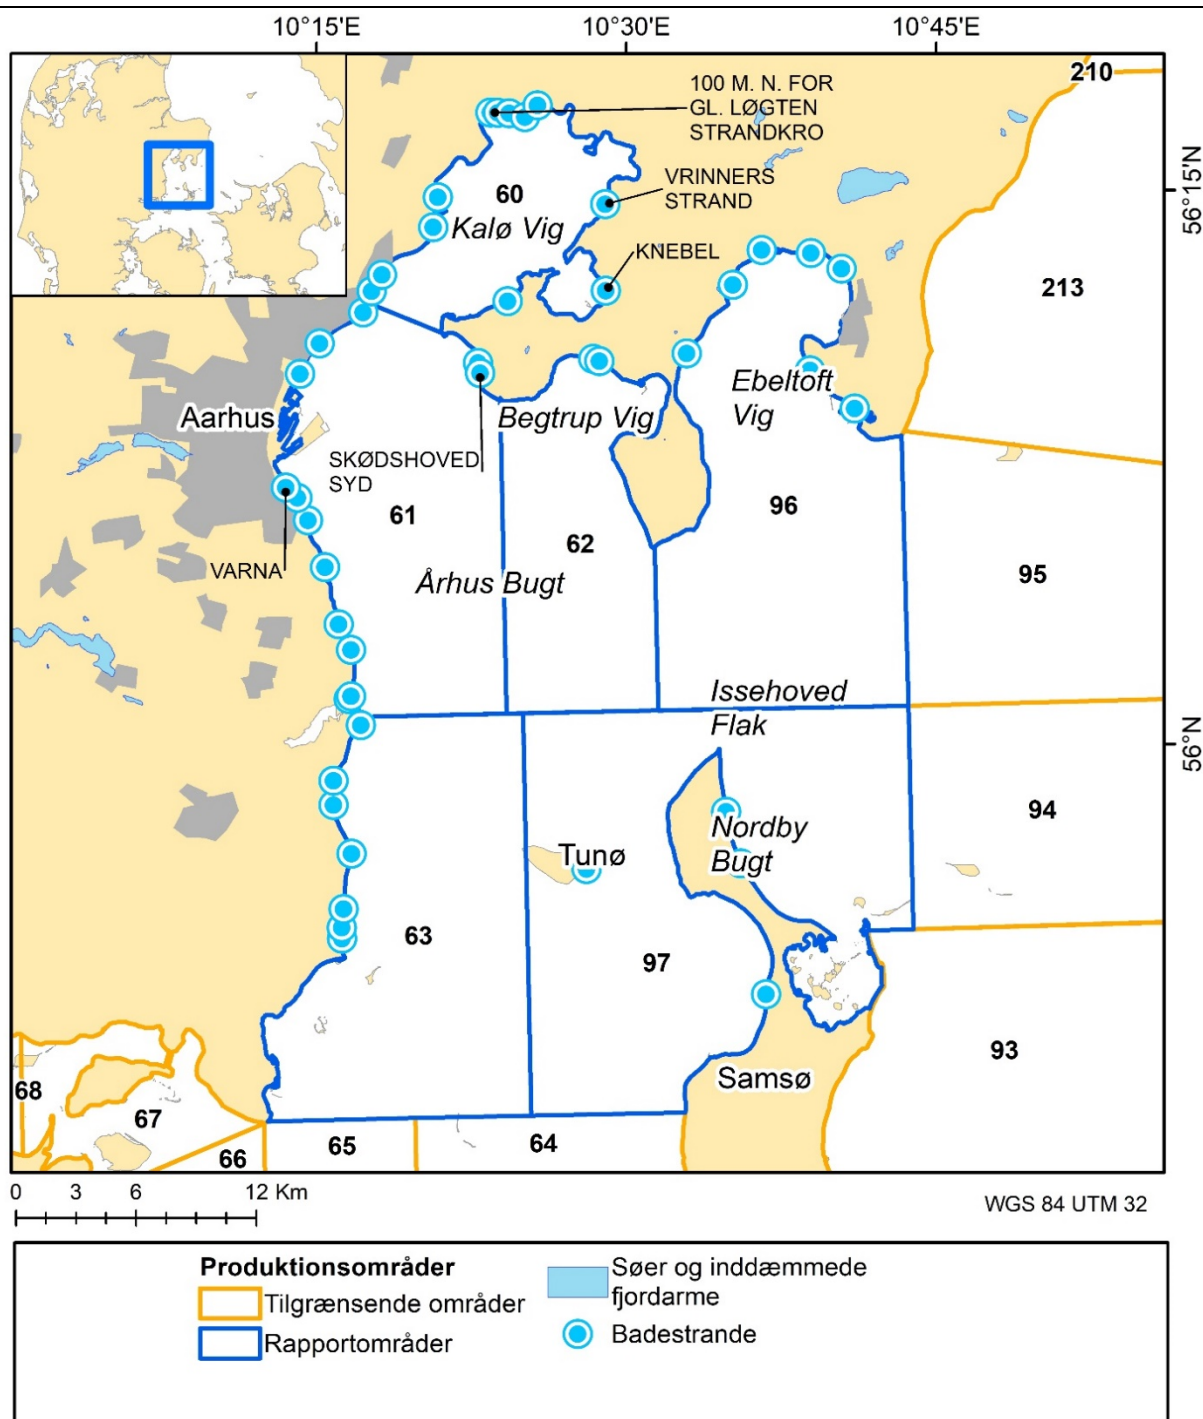 10°15'E
10°30'E
10°45'E
210
100 M. N. FOR
GL. LØGTEN
STRANDKRO
56°15'N
VRINNERS
STRAND
60
Kalø Vig
KNEBEL
213
Ebeltoft
Vig
Aarhus
Begtrup Vig
SKØDSHOVED
SYD
96
61
62
VARNA
Århus Bugt
95
Issehoved
Flak
56°N
94
Nordby
Bugt
Tunø
63
97
93
Samsø
68
67
66
65
64
0 3 6 12 Km
WGS 84 UTM 32
Produktionsområder
Tilgrænsende områder
Rapportområder
Søer og inddæmmede
fjordarme
Badestrande